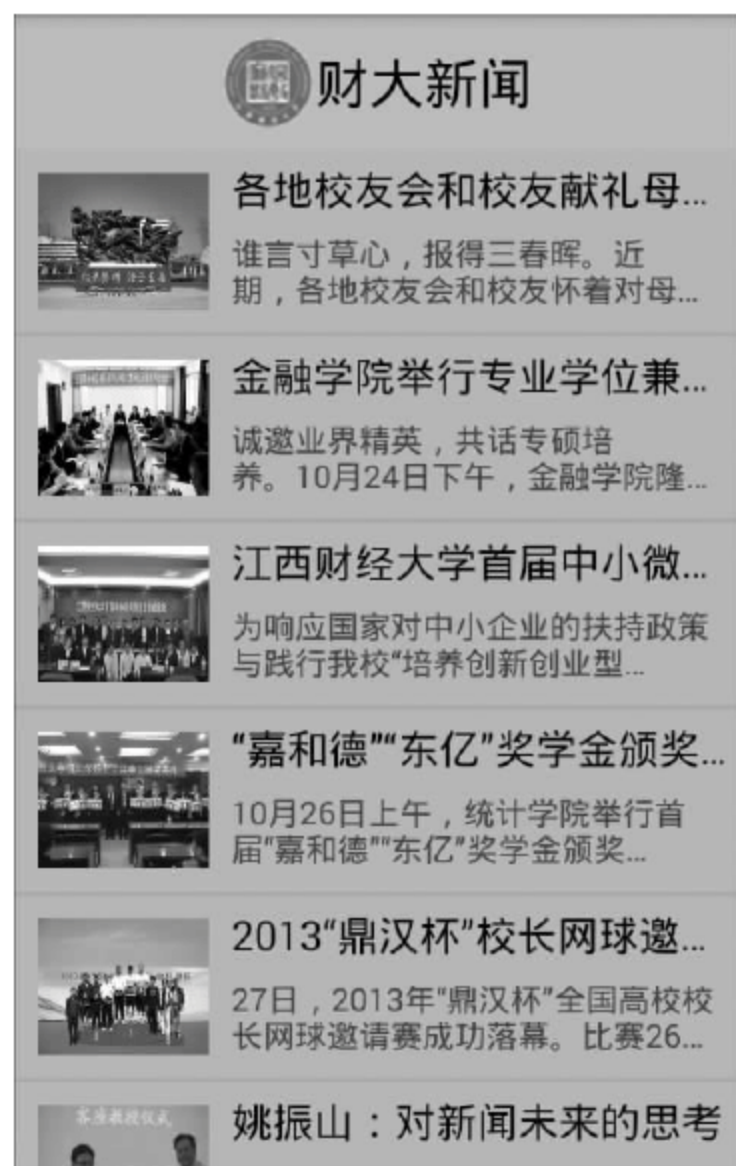 财大新闻
各地校友会和校友献礼母...
谁言寸草心，报得三春晖。近
期，各地校友会和校友怀着对母...
金融学院举行专业学位兼...
诚邀业界精英，共话专硕培
养。10月24日下午，金融学院隆...
江西财经大学首届中小微...
为响应国家对中小企业的扶持政策
与践行我校“培养创新创业型...
“嘉和德”“东亿”奖学金颁奖...
10月26日上午，统计学院举行首
届“嘉和德”“东亿”奖学金颁奖...
2013“鼎汉杯”校长网球邀...
27日，2013年“鼎汉杯”全国高校校
长网球邀请赛成功落幕。比赛26...
客座教授仪式
姚振山：对新闻未来的思考